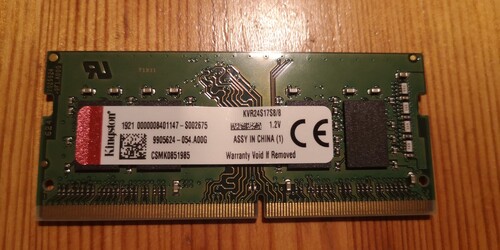 Kingston
1921 0000008401147-S002675
9905624-054.A00G
CSMK0851985
KVR24S17S8/8
1.2V
ASSY IN CHINA (1)
Warranty Void If Removed
CE